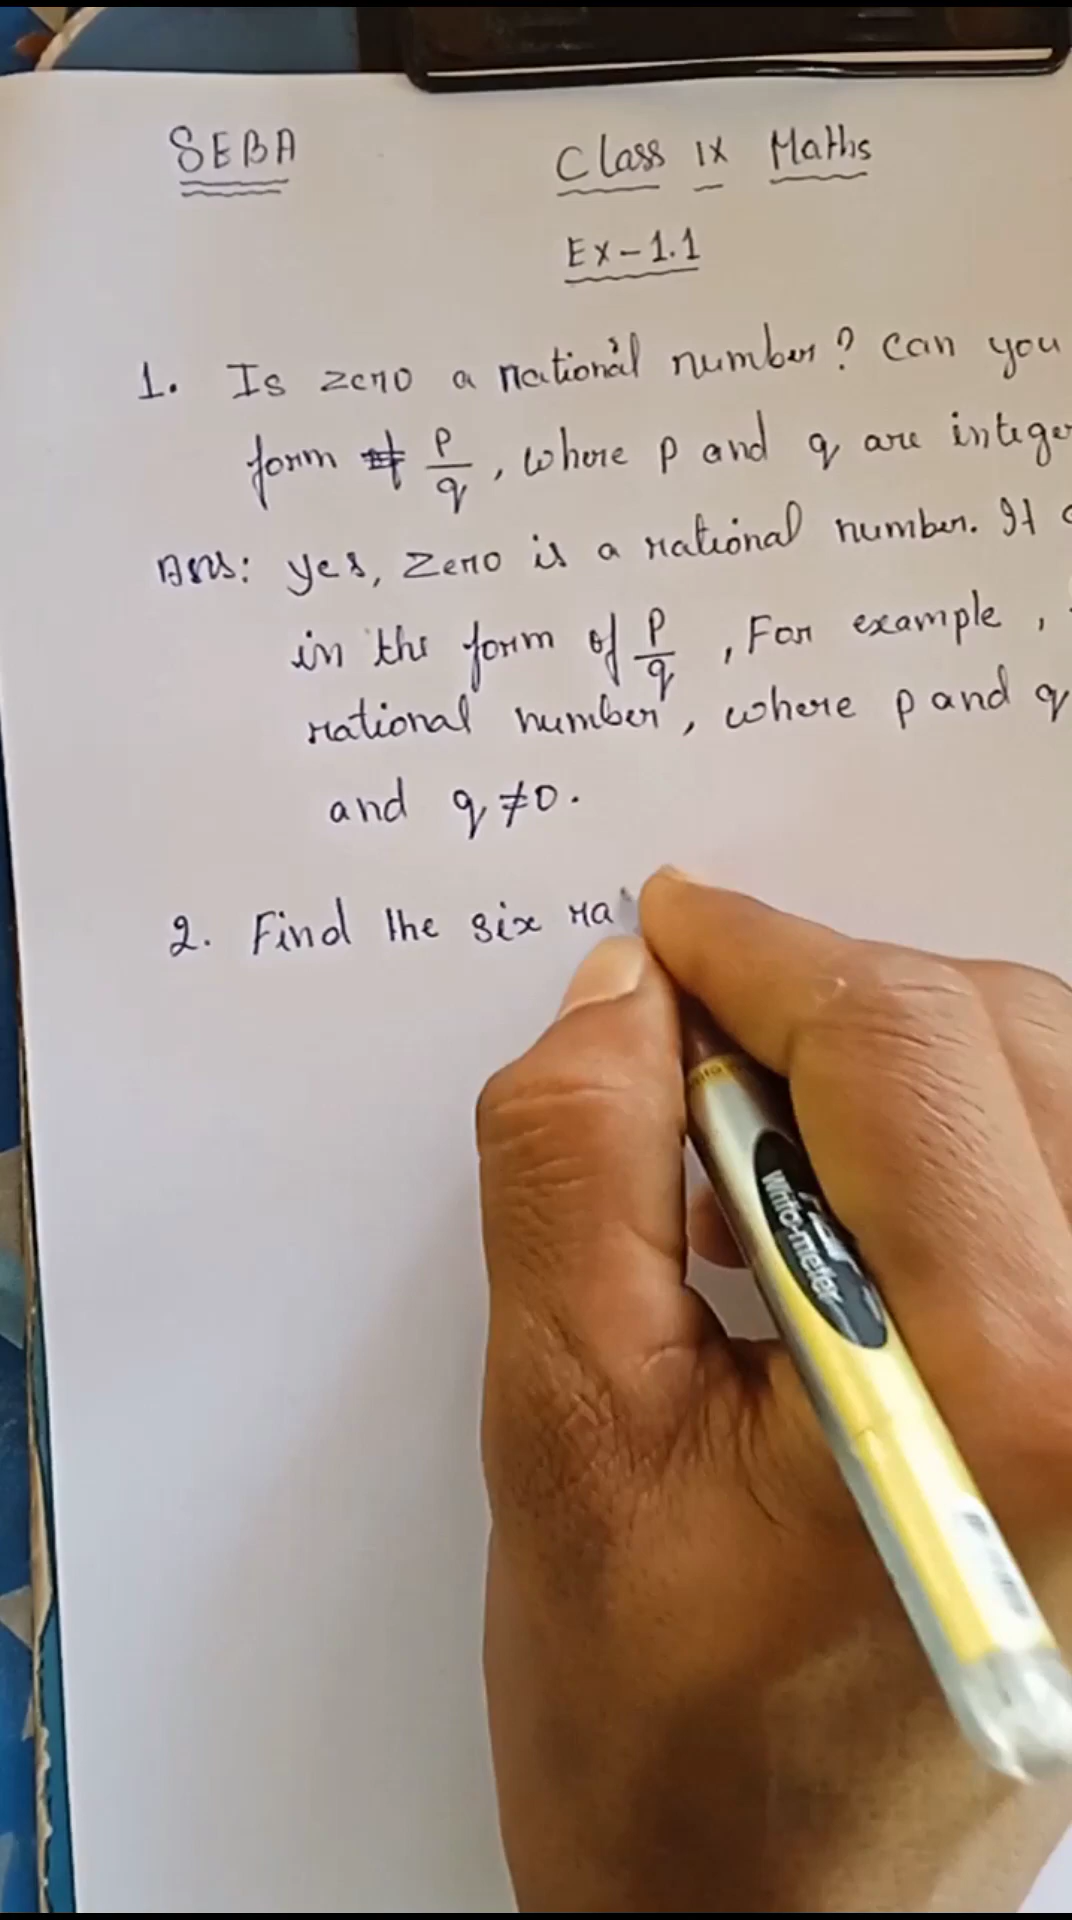 SEBA
Class IX Maths
Ex-1.1
1. Is zero a rational number? Can you
form p/q, where p and q are integer
Ans: yes, Zero is a rational number. It
in the form of p/q, For example,
rational number, where p and q
and q ≠ 0.
2. Find the six ra
Write-meter